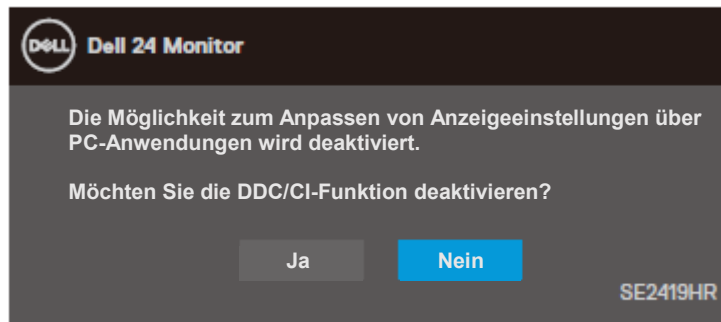 DELL Dell 24 Monitor
Die Möglichkeit zum Anpassen von Anzeigeeinstellungen über
PC-Anwendungen wird deaktiviert.
Möchten Sie die DDC/CI-Funktion deaktivieren?
Ja Nein
SE2419HR